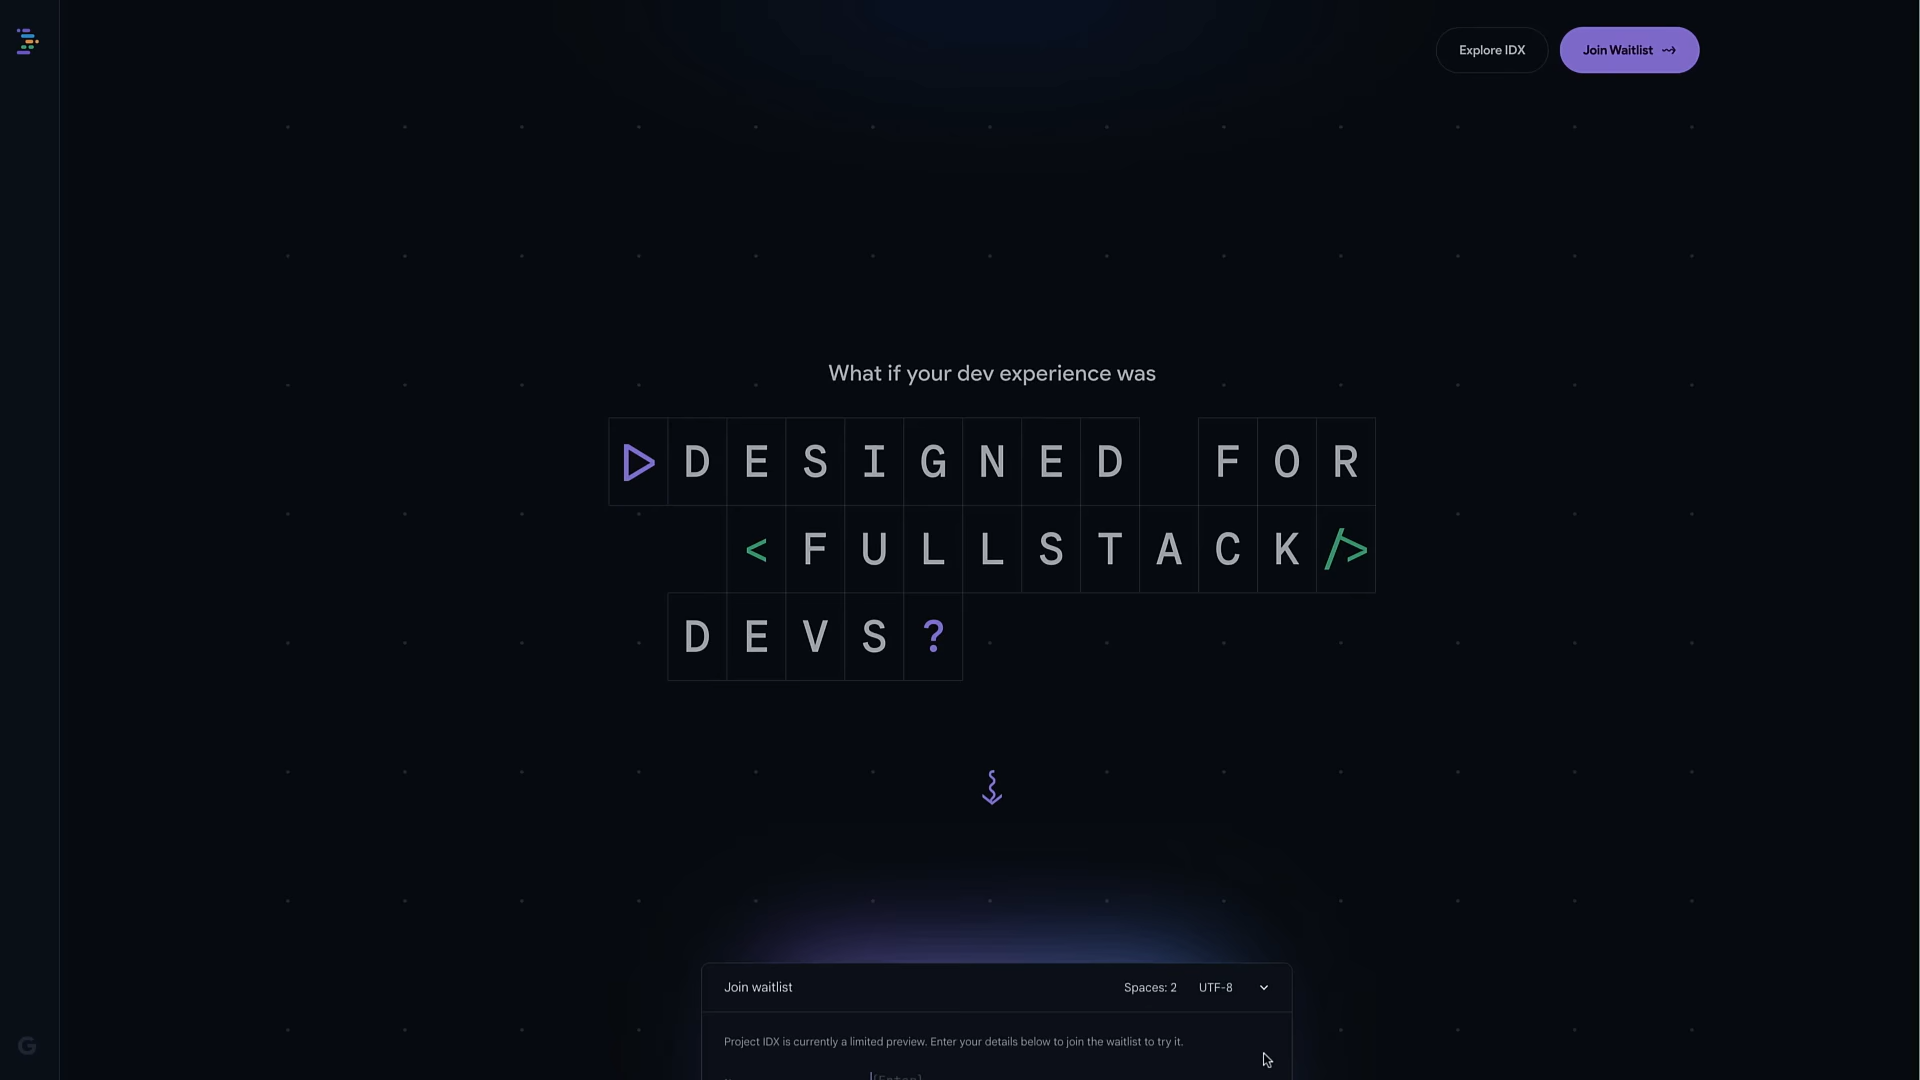 Explore IDX
Join Waitlist
What if your dev experience was
DESIGNED FOR
<FULLSTACK/>
DEVS?
Join waitlist
Spaces: 2
UTF-8
Project IDX is currently a limited preview. Enter your details below to join the waitlist to try it.
G